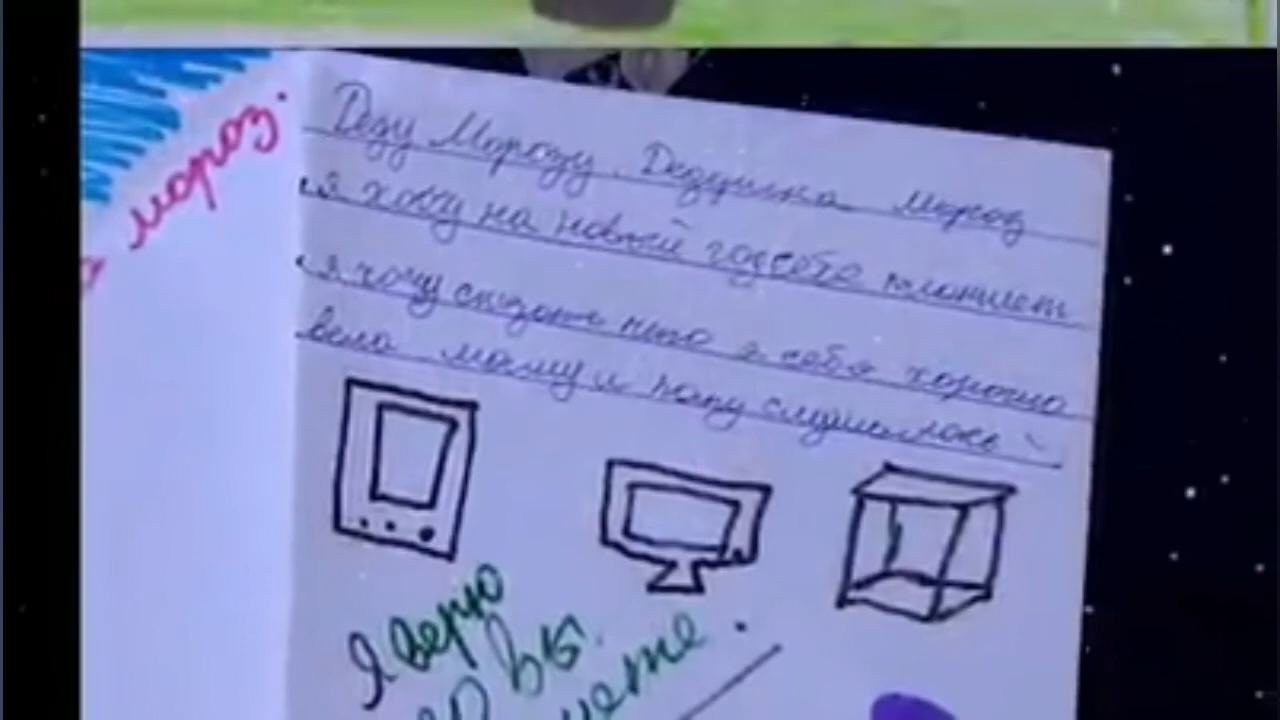 мороз.
Деду Морозу. Дедушка мороз
я хочу на новый год себе планшет
я хочу сказать что я себя хорошо
вела маму и папу слушалась
Я верю
вы.